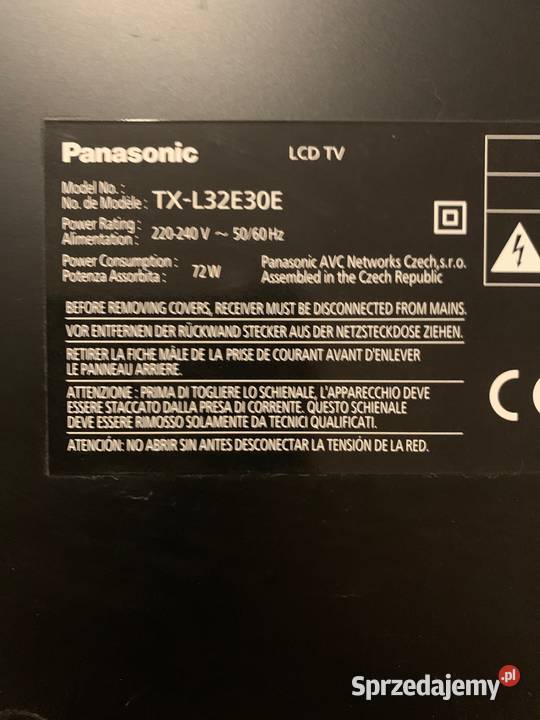 Panasonic LCD TV
Model No. :
No. de Modèle : TX-L32E30E
Power Rating :
Alimentation : 220-240 V ~ 50/60 Hz
Power Consumption :
Potenza Assorbita : 72W
Panasonic AVC Networks Czech,s.r.o.
Assembled in the Czech Republic
BEFORE REMOVING COVERS, RECEIVER MUST BE DISCONNECTED FROM MAINS.
VOR ENTFERNEN DER RÜCKWAND STECKER AUS DER NETZSTECKDOSE ZIEHEN.
RETIRER LA FICHE MÂLE DE LA PRISE DE COURANT AVANT D'ENLEVER
LE PANNEAU ARRIERE.
ATTENZIONE : PRIMA DI TOGLIERE LO SCHIENALE, L'APPARECCHIO DEVE
ESSERE STACCATO DALLA PRESA DI CORRENTE. QUESTO SCHIENALE
DEVE ESSERE RIMOSSO SOLAMENTE DA TECNICI QUALIFICATI.
ATENCIÓN: NO ABRIR SIN ANTES DESCONECTAR LA TENSIÓN DE LA RED.
CE
Sprzedajemy.pl